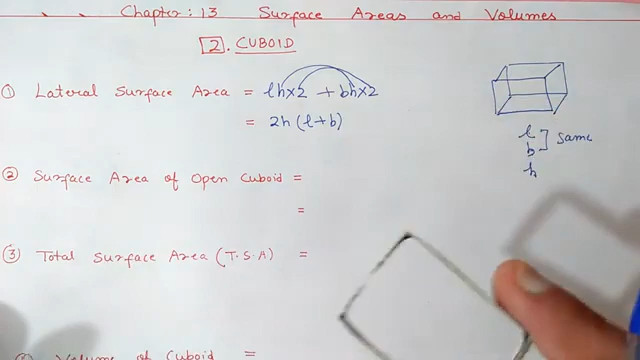 Chapter: 13 Surface Areas and Volumes
2. CUBOID
① Lateral Surface Area = lh×2 + bh×2
= 2h (l+b)
l
b ] Same
h
② Surface Area of Open Cuboid =
=
③ Total Surface Area (T.S.A) =
Volume of Cuboid =